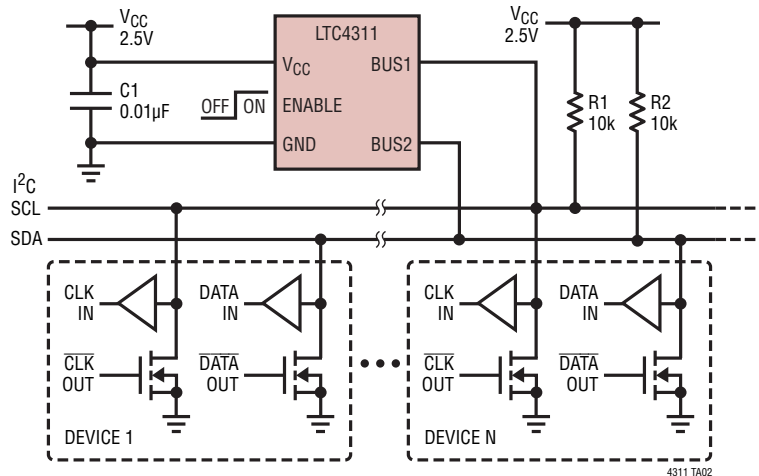 VCC
2.5V
C1
0.01µF
OFF ON
LTC4311
VCC
BUS1
ENABLE
GND
BUS2
VCC
2.5V
R1
10k
R2
10k
I²C
SCL
SDA
CLK
IN
DATA
IN
CLK
OUT
DATA
OUT
DEVICE 1
CLK
IN
DATA
IN
CLK
OUT
DATA
OUT
DEVICE N
4311 TA02